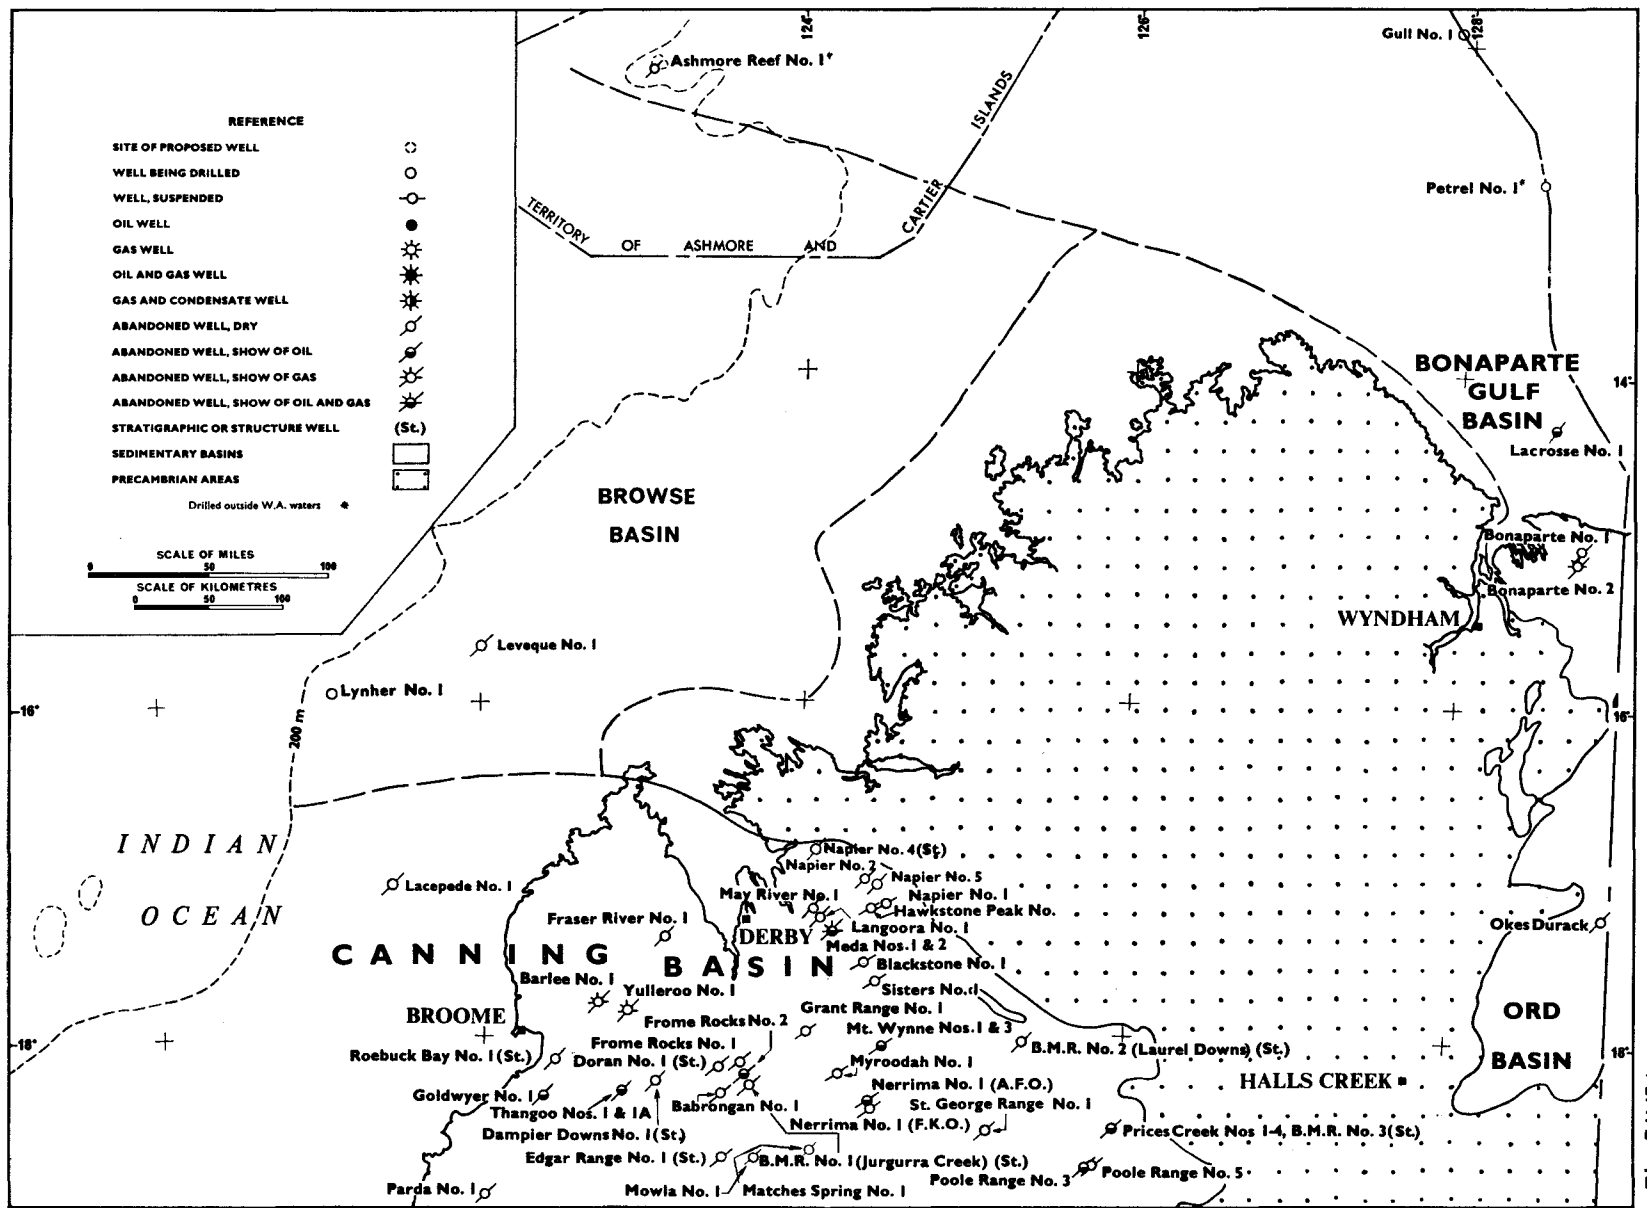 124°
126°
128°
Gull No. 1
Ashmore Reef No. 1*
ISLANDS
REFERENCE
SITE OF PROPOSED WELL
WELL BEING DRILLED
WELL, SUSPENDED
OIL WELL
GAS WELL
OIL AND GAS WELL
GAS AND CONDENSATE WELL
ABANDONED WELL, DRY
ABANDONED WELL, SHOW OF OIL
ABANDONED WELL, SHOW OF GAS
ABANDONED WELL, SHOW OF OIL AND GAS
STRATIGRAPHIC OR STRUCTURE WELL (St.)
SEDIMENTARY BASINS
PRECAMBRIAN AREAS
Drilled outside W.A. waters *
SCALE OF MILES
0 50 100
SCALE OF KILOMETRES
0 50 100
Petrel No. 1*
TERRITORY OF ASHMORE AND CARTIER
BONAPARTE
GULF
BASIN
14°
Lacrosse No. 1
BROWSE
BASIN
Bonaparte No. 1
Bonaparte No. 2
WYNDHAM
Leveque No. 1
Lynher No. 1
16°
16°
200 m
INDIAN
OCEAN
Napier No. 4 (St.)
Napier No. 2
Napier No. 5
Lacepede No. 1
May River No. 1
Napier No. 1
Hawkstone Peak No.
Fraser River No. 1
Langoora No. 1
Okes Durack
DERBY
Meda Nos. 1 & 2
CANNING BASIN
Blackstone No. 1
Barlee No. 1
Yulleroo No. 1
Sisters No. 1
Grant Range No. 1
ORD
BASIN
BROOME
Frome Rocks No. 2
Mt. Wynne Nos. 1 & 3
18°
Frome Rocks No. 1
B.M.R. No. 2 (Laurel Downs) (St.)
18°
Roebuck Bay No. 1 (St.)
Doran No. 1 (St.)
Myroodah No. 1
HALLS CREEK
Nerrima No. 1 (A.F.O.)
Goldwyer No. 1
Thangoo Nos. 1 & 1A
Babrongan No. 1
St. George Range No. 1
Nerrima No. 1 (F.K.O.)
Dampier Downs No. 1 (St.)
Prices Creek Nos 1-4, B.M.R. No. 3 (St.)
Edgar Range No. 1 (St.)
B.M.R. No. 1 (Jurgurra Creek) (St.)
Poole Range No. 3
Poole Range No. 5
Parda No. 1
Mowla No. 1
Matches Spring No. 1